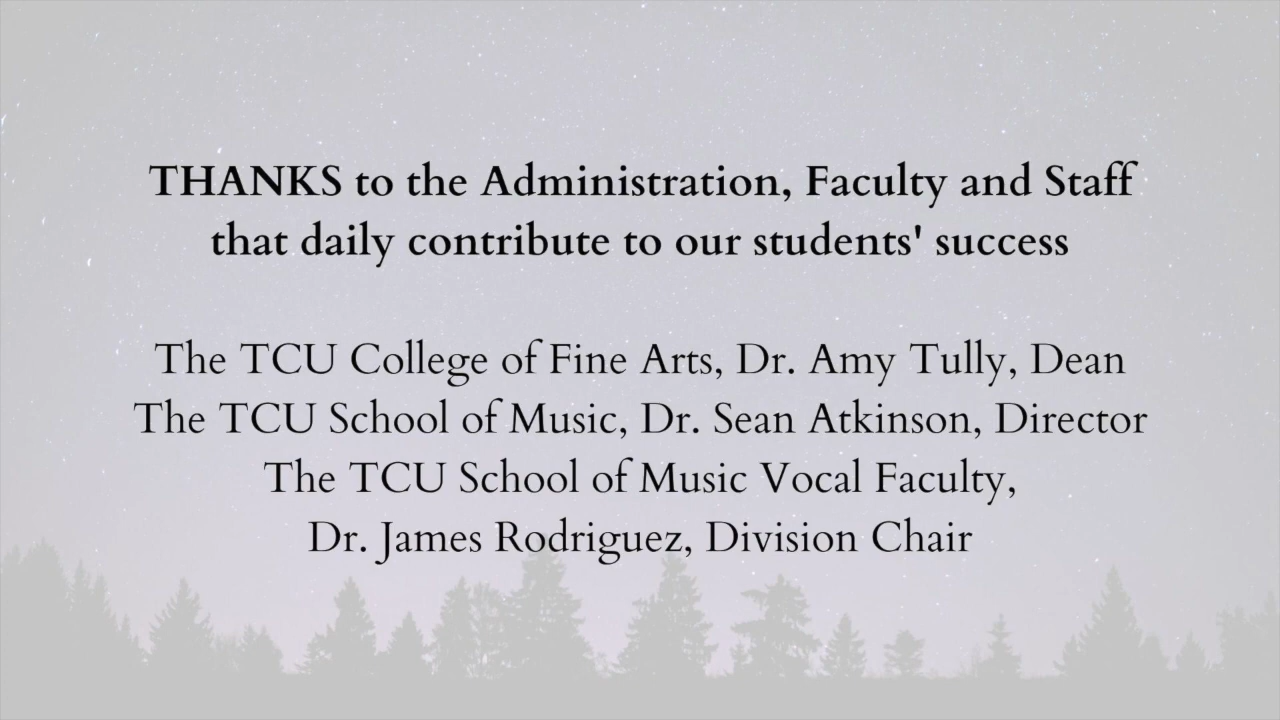 THANKS to the Administration, Faculty and Staff
that daily contribute to our students' success
The TCU College of Fine Arts, Dr. Amy Tully, Dean
The TCU School of Music, Dr. Sean Atkinson, Director
The TCU School of Music Vocal Faculty,
Dr. James Rodriguez, Division Chair